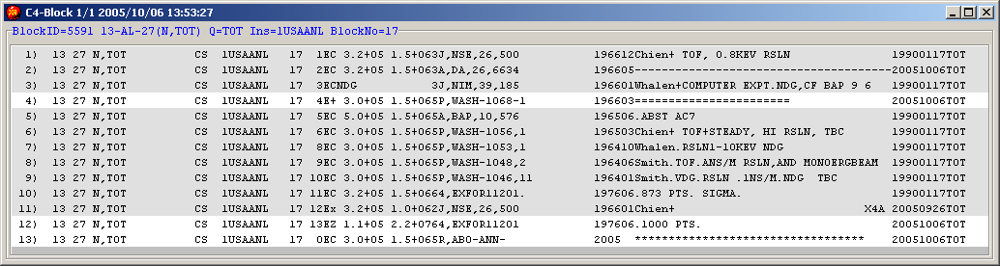 C4-Block 1/1 2005/10/06 13:53:27
BlockID=5591 13-AL-27(N,TOT) Q=TOT Ins=1USAANL BlockNo=17
1) 13 27 N,TOT CS 1USAANL 17 1EC 3.2+05 1.5+063J,NSE,26,500 196612Chien+ TOF, 0.8KEV RSLN 19990117TOT
2) 13 27 N,TOT CS 1USAANL 17 2EC 3.2+05 1.5+063A,DA,26,6634 196605--------------------------------------20051006TOT
3) 13 27 N,TOT CS 1USAANL 17 3ECNDG 3J,NIM,39,185 196601Whalen+COMPUTER EXPT.NDG,CF BAP 9 6 19990117TOT
4) 13 27 N,TOT CS 1USAANL 17 4E+ 3.0+05 1.5+065P,WASH-1068-1 196603======================== 20051006TOT
5) 13 27 N,TOT CS 1USAANL 17 5EC 5.0+05 1.5+065A,BAP,10,576 196506.ABST AC7 19990117TOT
6) 13 27 N,TOT CS 1USAANL 17 6EC 3.0+05 1.5+065P,WASH-1056,1 196503Chien+ TOF+STEADY, HI RSLN, TBC 19990117TOT
7) 13 27 N,TOT CS 1USAANL 17 8EC 3.0+05 1.5+065P,WASH-1053,1 196410Whalen.RSLN1-10KEV NDG 19990117TOT
8) 13 27 N,TOT CS 1USAANL 17 9EC 3.0+05 1.5+065P,WASH-1048,2 196406Smith.TOF.ANS/M RSLN,AND MONOERGBEAM 19990117TOT
9) 13 27 N,TOT CS 1USAANL 17 10EC 3.0+05 1.5+065P,WASH-1046,11 196401Smith.VDG.RSLN .1NS/M.NDG TBC 19990117TOT
10) 13 27 N,TOT CS 1USAANL 17 11EC 3.2+05 1.5+0664,EXFOR11201. 197606.873 PTS. SIGMA. 19990117TOT
11) 13 27 N,TOT CS 1USAANL 17 12Ex 3.2+05 1.0+062J,NSE,26,500 196601Chien+ X4A 20050926TOT
12) 13 27 N,TOT CS 1USAANL 17 13EZ 1.1+05 2.2+0764,EXFOR11201 197606.1000 PTS. 20051006TOT
13) 13 27 N,TOT CS 1USAANL 17 0EC 3.0+05 1.5+065R,ABO-ANN- 2005 ********************************* 20051006TOT